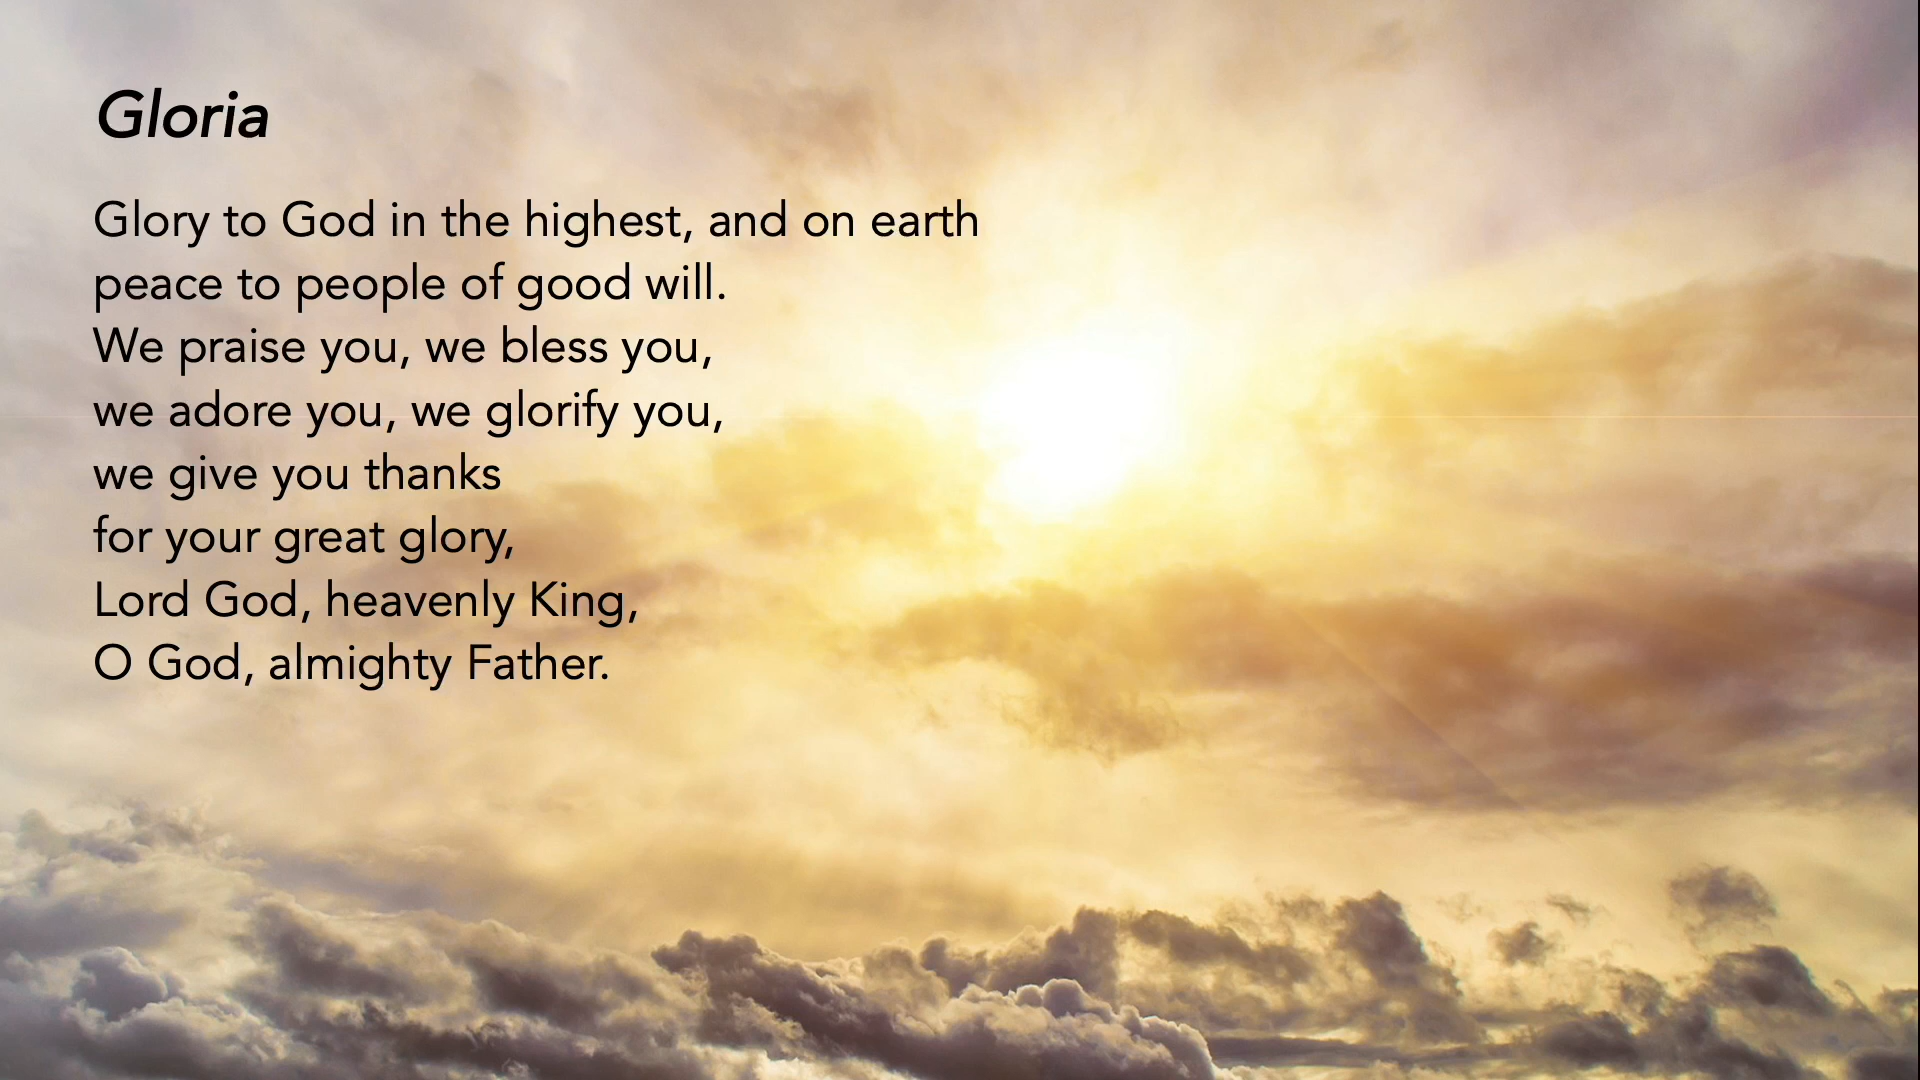 Gloria
Glory to God in the highest, and on earth
peace to people of good will.
We praise you, we bless you,
we adore you, we glorify you,
we give you thanks
for your great glory,
Lord God, heavenly King,
O God, almighty Father.